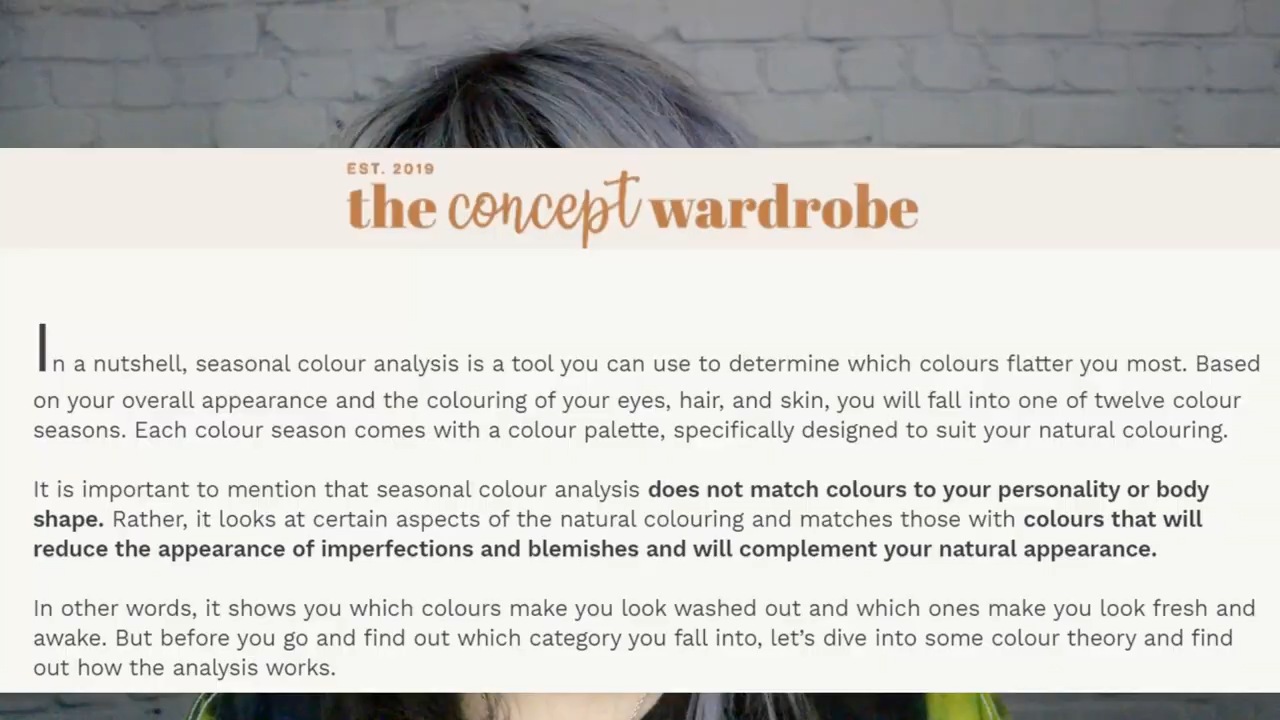 EST. 2019
the concept wardrobe
In a nutshell, seasonal colour analysis is a tool you can use to determine which colours flatter you most. Based
on your overall appearance and the colouring of your eyes, hair, and skin, you will fall into one of twelve colour
seasons. Each colour season comes with a colour palette, specifically designed to suit your natural colouring.
It is important to mention that seasonal colour analysis does not match colours to your personality or body
shape. Rather, it looks at certain aspects of the natural colouring and matches those with colours that will
reduce the appearance of imperfections and blemishes and will complement your natural appearance.
In other words, it shows you which colours make you look washed out and which ones make you look fresh and
awake. But before you go and find out which category you fall into, let’s dive into some colour theory and find
out how the analysis works.